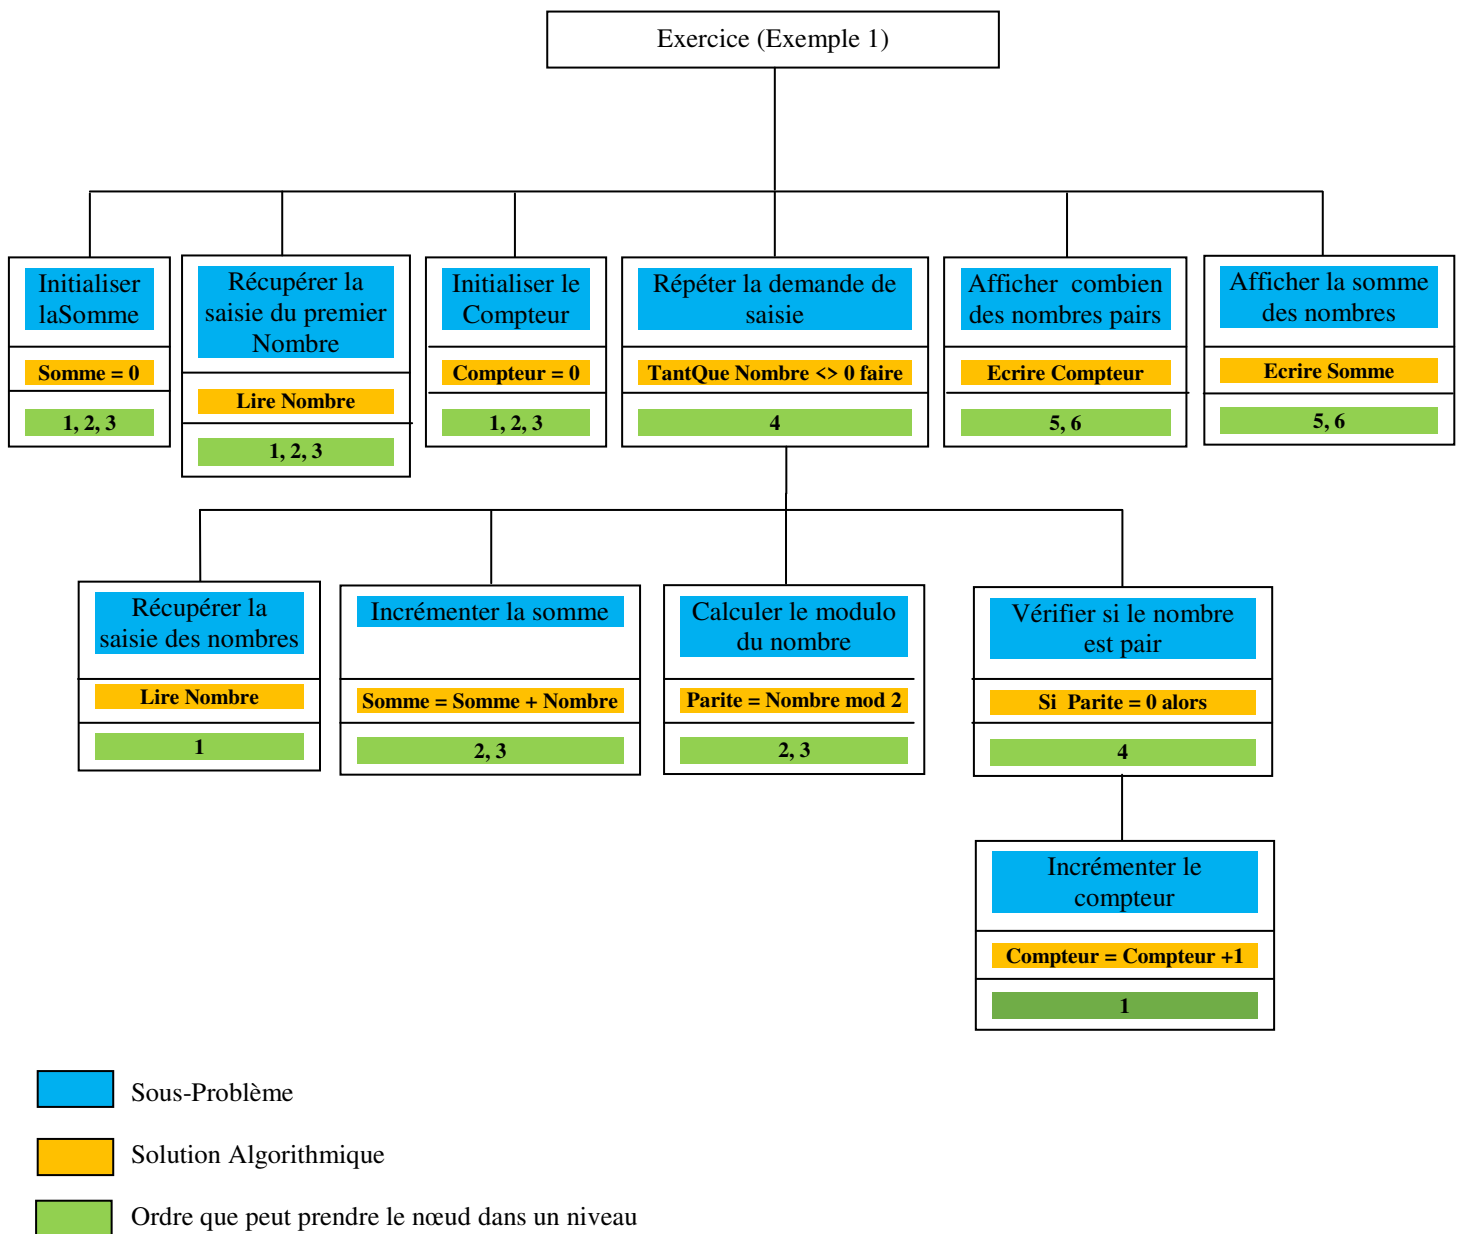 Exercice (Exemple 1)
Initialiser
laSomme
Somme = 0
1, 2, 3
Récupérer la
saisie du premier
Nombre
Lire Nombre
1, 2, 3
Initialiser le
Compteur
Compteur = 0
1, 2, 3
Répéter la demande de
saisie
TantQue Nombre <> 0 faire
4
Afficher combien
des nombres pairs
Ecrire Compteur
5, 6
Afficher la somme
des nombres
Ecrire Somme
5, 6
Récupérer la
saisie des nombres
Lire Nombre
1
Incrémenter la somme
Somme = Somme + Nombre
2, 3
Calculer le modulo
du nombre
Parite = Nombre mod 2
2, 3
Vérifier si le nombre
est pair
Si Parite = 0 alors
4
Incrémenter le
compteur
Compteur = Compteur +1
1
Sous-Problème
Solution Algorithmique
Ordre que peut prendre le nœud dans un niveau